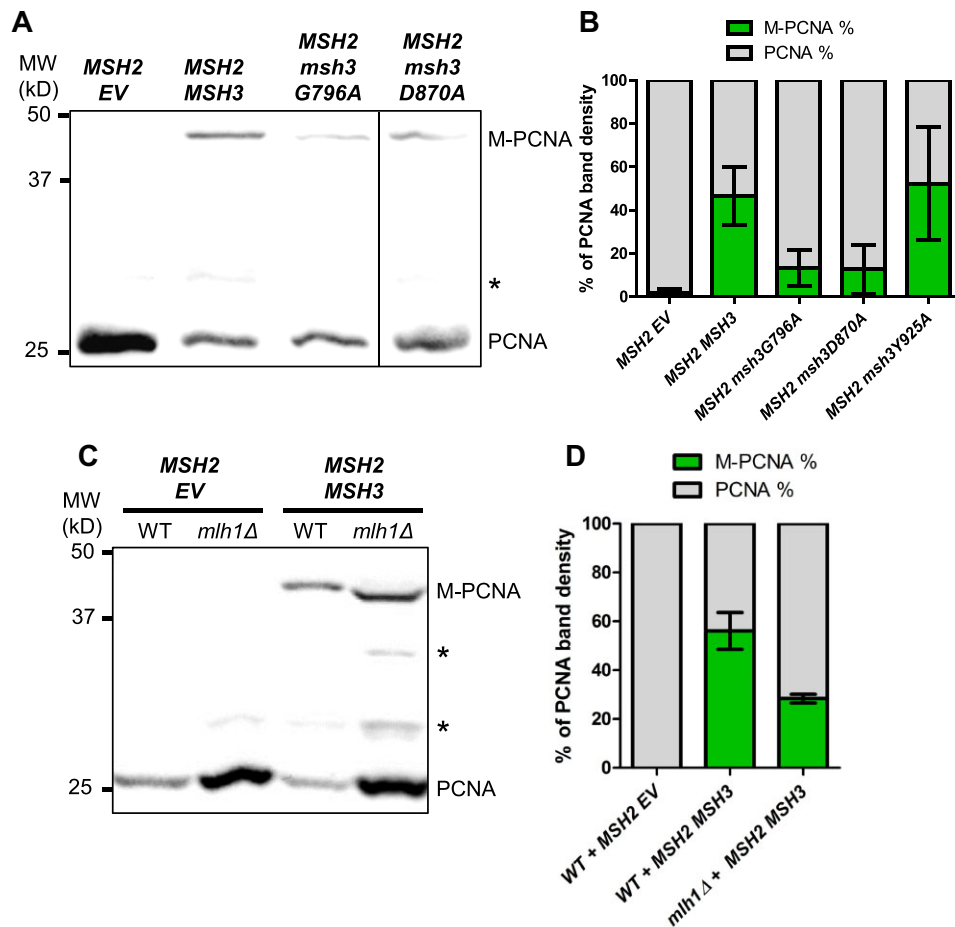 A
MW
(kD)
MSH2
EV
MSH2
MSH3
MSH2
msh3
G796A
MSH2
msh3
D870A
50
37
25
M-PCNA
*
PCNA
B
M-PCNA %
PCNA %
% of PCNA band density
100
80
60
40
20
0
MSH2 EV
MSH2 MSH3
MSH2 msh3G796A
MSH2 msh3D870A
MSH2 msh3Y925A
C
MSH2
EV
MSH2
MSH3
MW
(kD)
WT
mlh1Δ
WT
mlh1Δ
50
37
25
M-PCNA
*
*
PCNA
D
M-PCNA %
PCNA %
% of PCNA band density
100
80
60
40
20
0
WT + MSH2 EV
WT + MSH2 MSH3
mlh1Δ + MSH2 MSH3